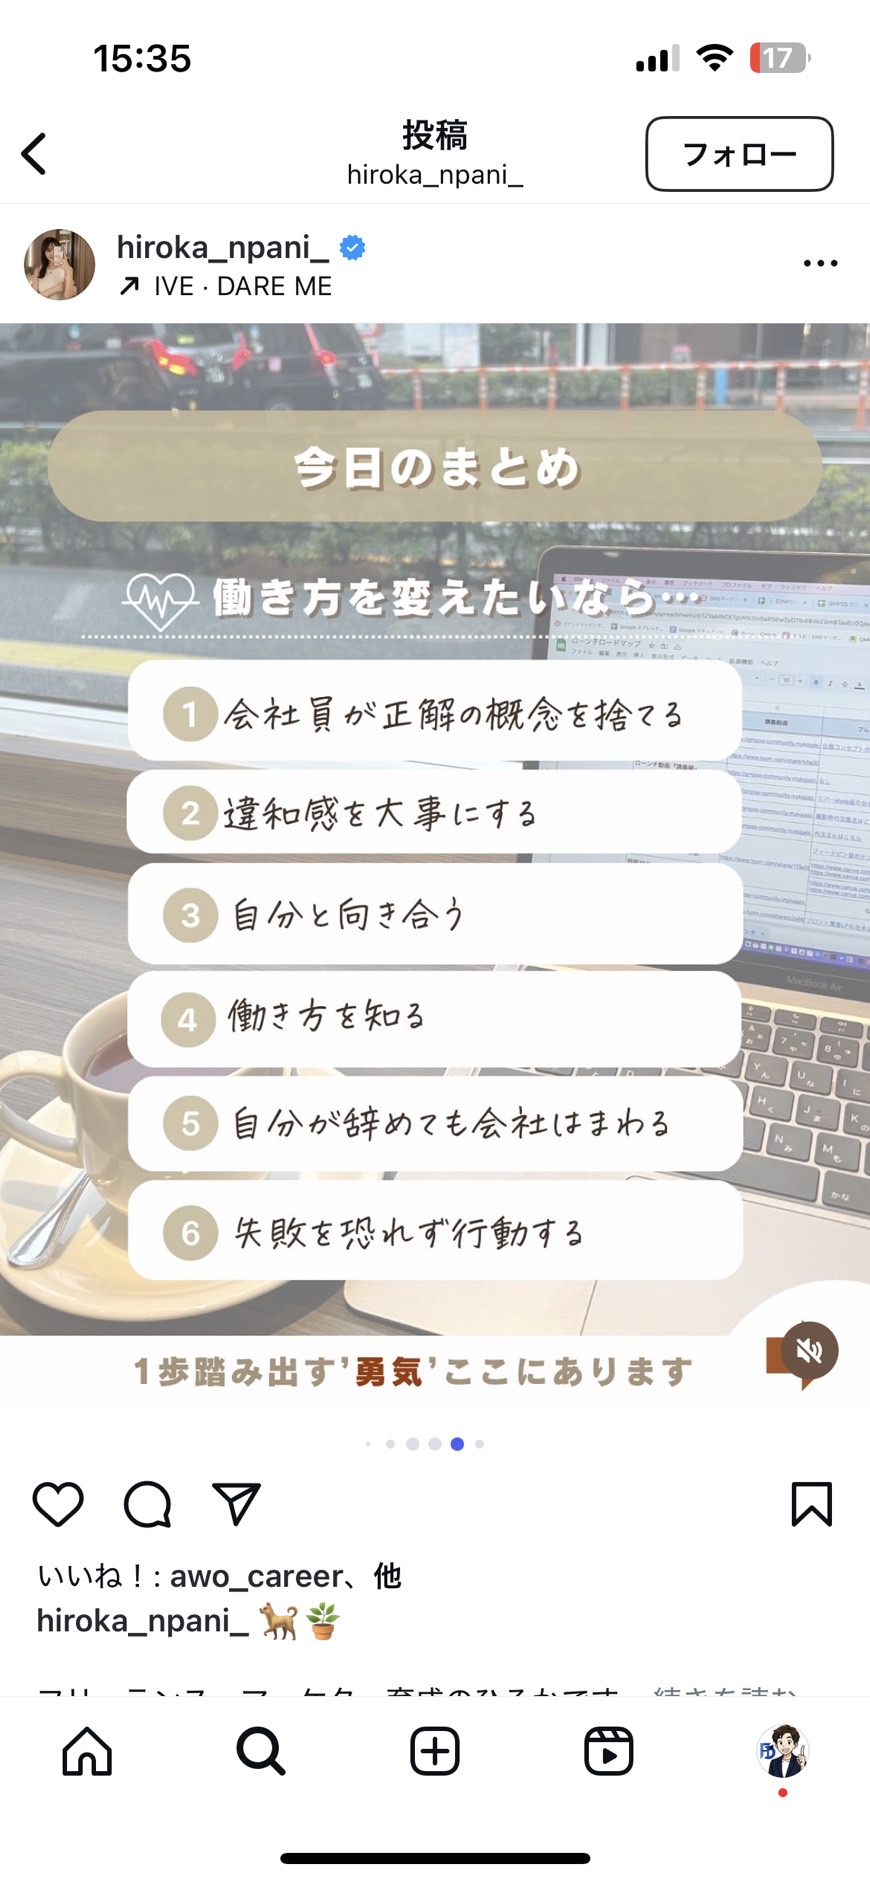 15:35
17
投稿
hiroka_npani_
フォロー
hiroka_npani_
IVE · DARE ME
今日のまとめ
働き方を変えたいなら…
1 会社員が正解の概念を捨てる
2 違和感を大事にする
3 自分と向き合う
4 働き方を知る
5 自分が辞めても会社はまわる
6 失敗を恐れず行動する
MacBook Air
1歩踏み出す’勇気’ここにあります
いいね！: awo_career、他
hiroka_npani_ 🐕🪴